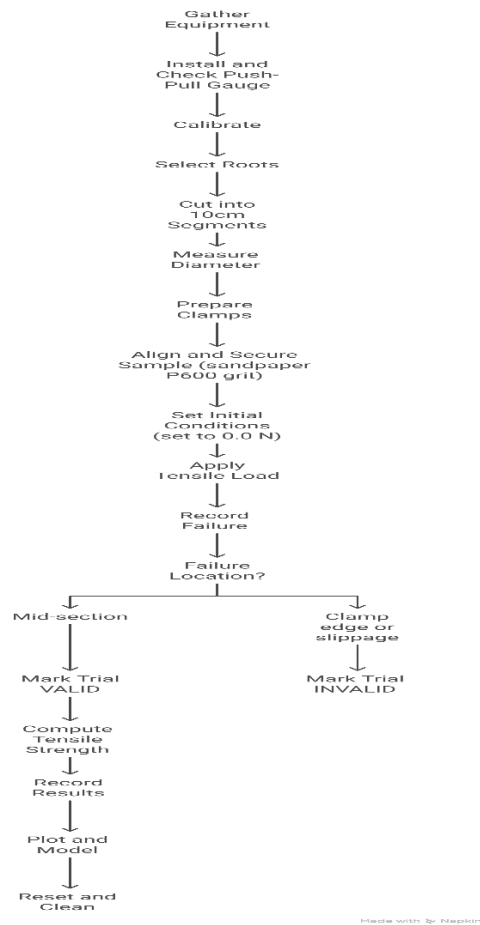 Gather
Equipment
Install and
Check Push-
Pull Gauge
Calibrate
Select Roots
Cut into
10cm
Segments
Measure
Diameter
Prepare
Clamps
Align and Secure
Sample (sandpaper
P600 grit)
Set Initial
Conditions
(set to 0.0 N)
Apply
Tensile Load
Record
Failure
Failure
Location?
Mid-section
Clamp
edge or
slippage
Mark Trial
VALID
Mark Trial
INVALID
Compute
Tensile
Strength
Record
Results
Plot and
Model
Reset and
Clean
Made with Napkin